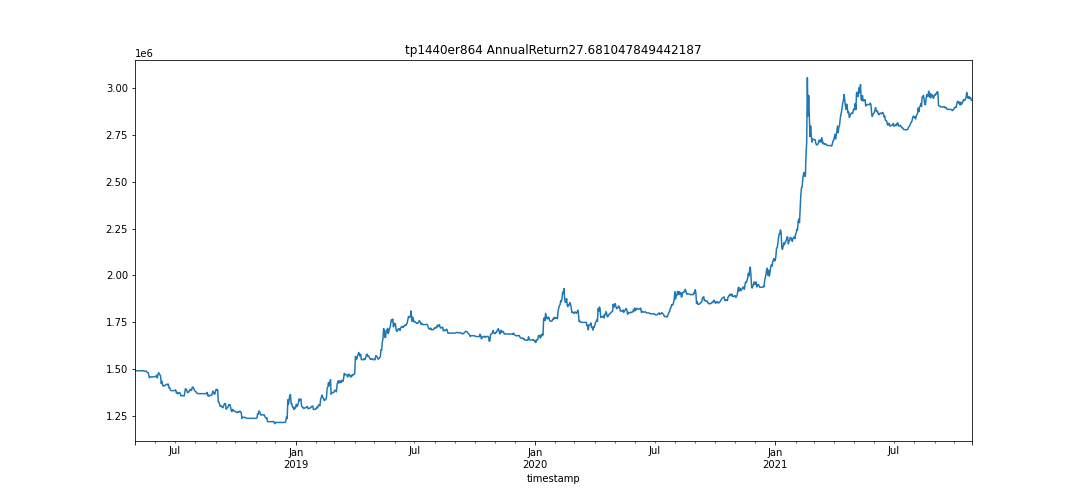 tp1440er864 AnnualReturn27.681047849442187
1e6
3.00
2.75
2.50
2.25
2.00
1.75
1.50
1.25
Jul Jan Jul Jan Jul Jan Jul
2019 2020 2021
timestamp